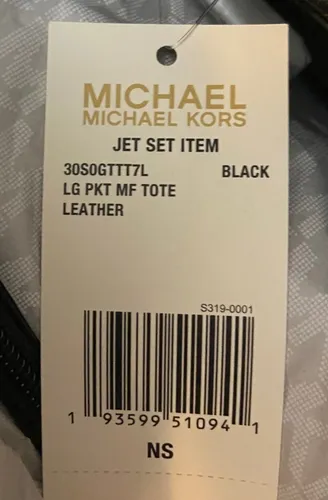 MICHAEL
MICHAEL KORS
JET SET ITEM
30S0GTTT7L BLACK
LG PKT MF TOTE
LEATHER
S319-0001
1 93599 51094 1
NS